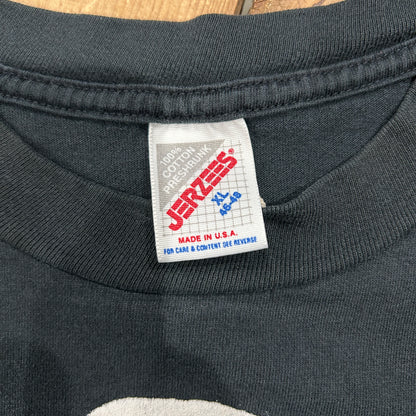 100%
COTTON
PRESHRUNK
JERZEES®
XL
46-48
MADE IN U.S.A.
FOR CARE & CONTENT SEE REVERSE